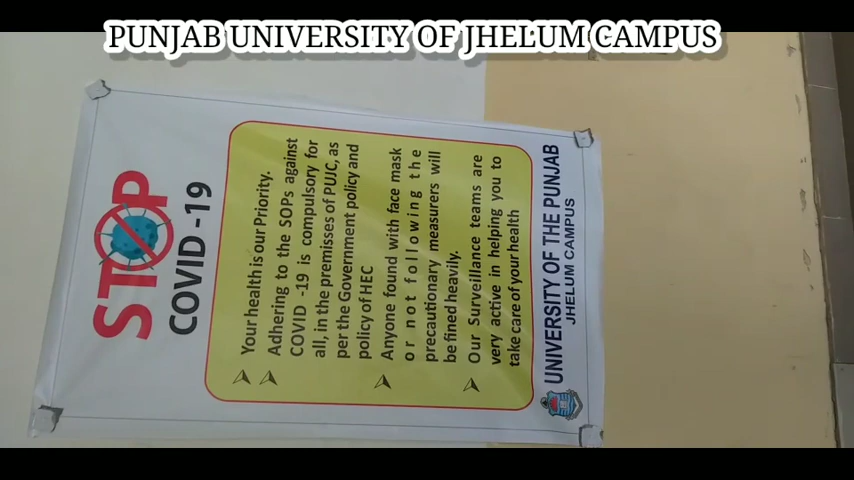 PUNJAB UNIVERSITY OF JHELUM CAMPUS
STOP
COVID -19
Your health is our Priority.
Adhering to the SOPs against
COVID -19 is compulsory for
all, in the premisses of PUJC, as
per the Government policy and
policy of HEC
Anyone found with face mask
or not following the
precautionary measurers will
be fined heavily.
Our Surveillance teams are
very active in helping you to
take care of your health
UNIVERSITY OF THE PUNJAB
JHELUM CAMPUS